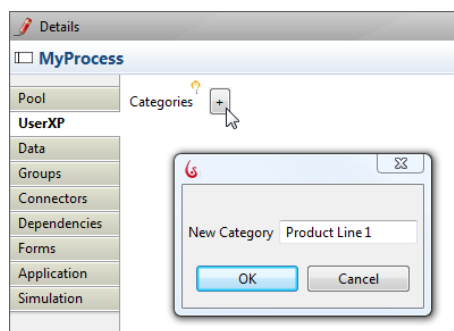 Details
MyProcess
Pool
Categories +
UserXP
Data
Groups
Connectors
New Category Product Line 1
Dependencies
Forms
OK Cancel
Application
Simulation